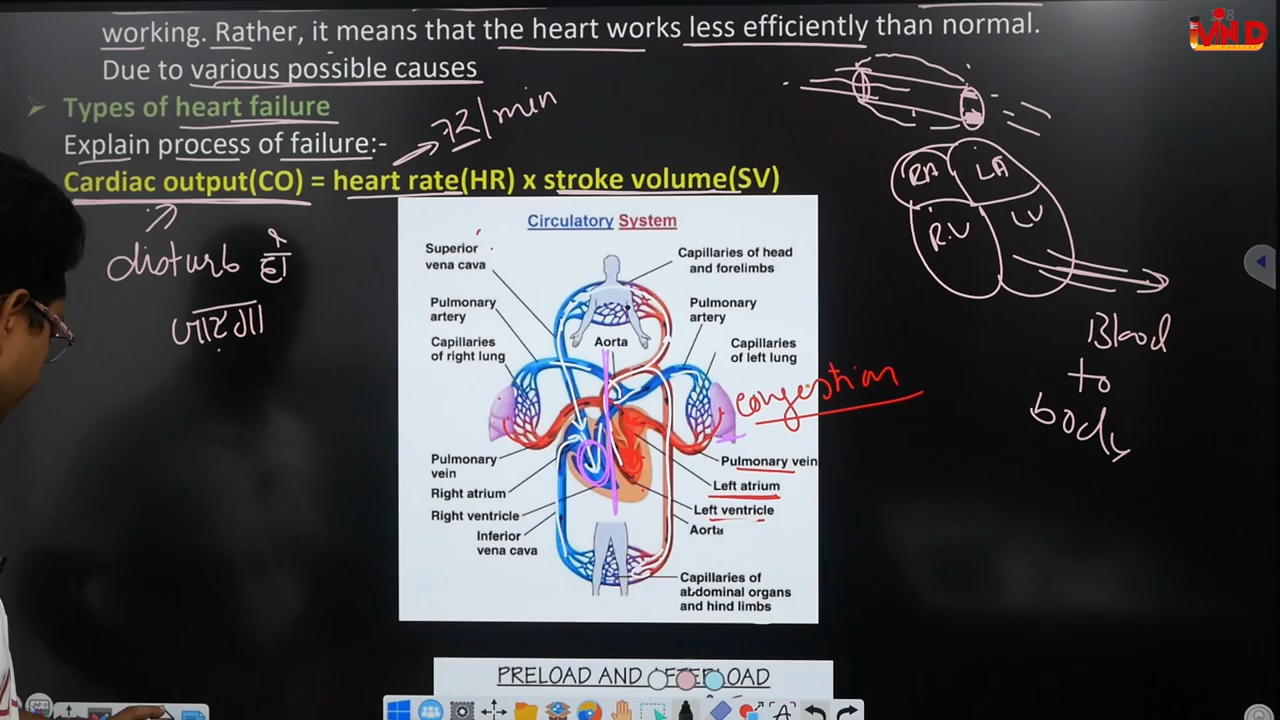 working. Rather, it means that the heart works less efficiently than normal.
Due to various possible causes
Types of heart failure
72/min
Explain process of failure:-
Cardiac output(CO) = heart rate(HR) x stroke volume(SV)
RA
LA
R.V
LV
disturb हो
जाएगा
Blood
to
body
Circulatory System
Superior
vena cava
Capillaries of head
and forelimbs
Pulmonary
artery
Pulmonary
artery
Aorta
Capillaries
of right lung
Capillaries
of left lung
congestion
Pulmonary
vein
Pulmonary vein
Right atrium
Left atrium
Right ventricle
Left ventricle
Inferior
vena cava
Aorta
Capillaries of
abdominal organs
and hind limbs
PRELOAD AND AFTERLOAD